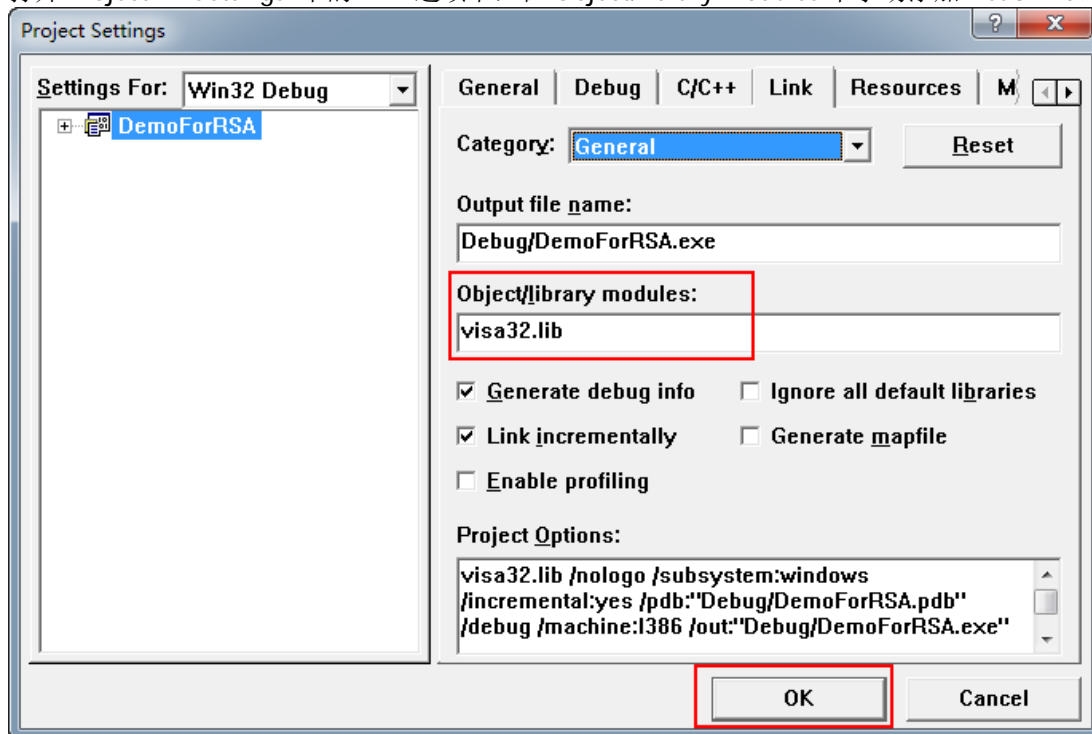 Project Settings
Settings For: Win32 Debug
General Debug C/C++ Link Resources M
DemoForRSA
Category: General Reset
Output file name:
Debug/DemoForRSA.exe
Object/library modules:
visa32.lib
Generate debug info Ignore all default libraries
Link incrementally Generate mapfile
Enable profiling
Project Options:
visa32.lib /nologo /subsystem:windows
/incremental:yes /pdb:"Debug/DemoForRSA.pdb"
/debug /machine:I386 /out:"Debug/DemoForRSA.exe"
OK Cancel